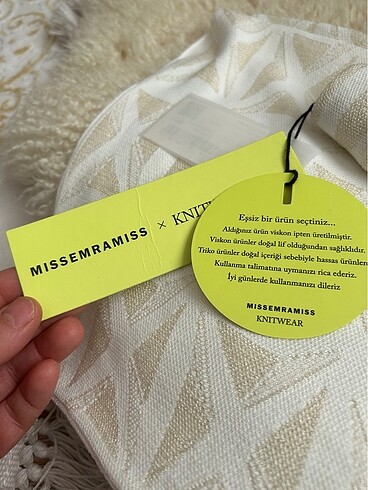 MISSEMRAMISS × KNIT
Eşsiz bir ürün seçtiniz...
Aldığınız ürün viskon ipten üretilmiştir.
Viskon ürünler doğal lif olduğundan sağlıklıdır.
Triko ürünler doğal içeriği sebebiyle hassas ürünlerdir
Kullanma talimatına uymanızı rica ederiz.
İyi günlerde kullanmanızı dileriz
MISSEMRAMISS
KNITWEAR